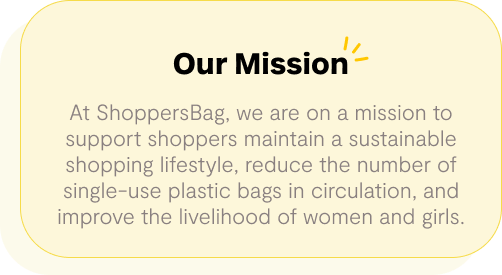 Our Mission
At ShoppersBag, we are on a mission to
support shoppers maintain a sustainable
shopping lifestyle, reduce the number of
single-use plastic bags in circulation, and
improve the livelihood of women and girls.